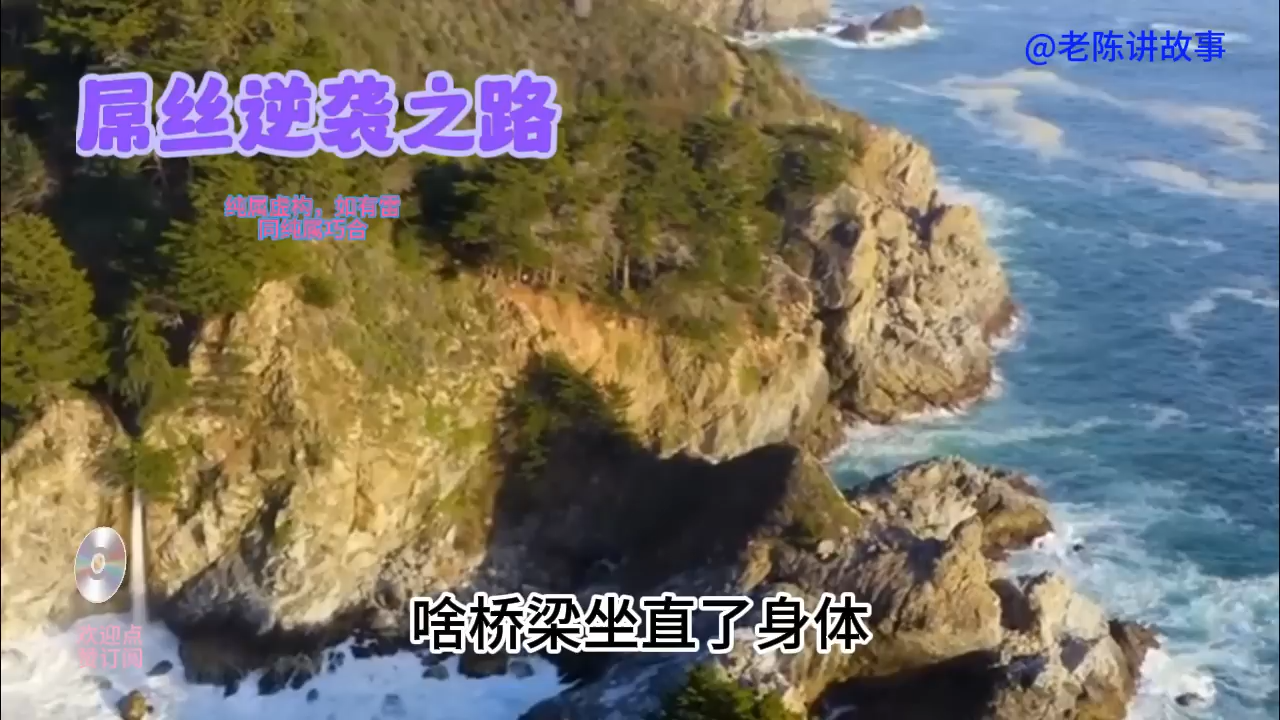 @老陈讲故事
屌丝逆袭之路
纯属虚构，如有雷
同纯属巧合
啥桥梁坐直了身体
欢迎点
赞订阅